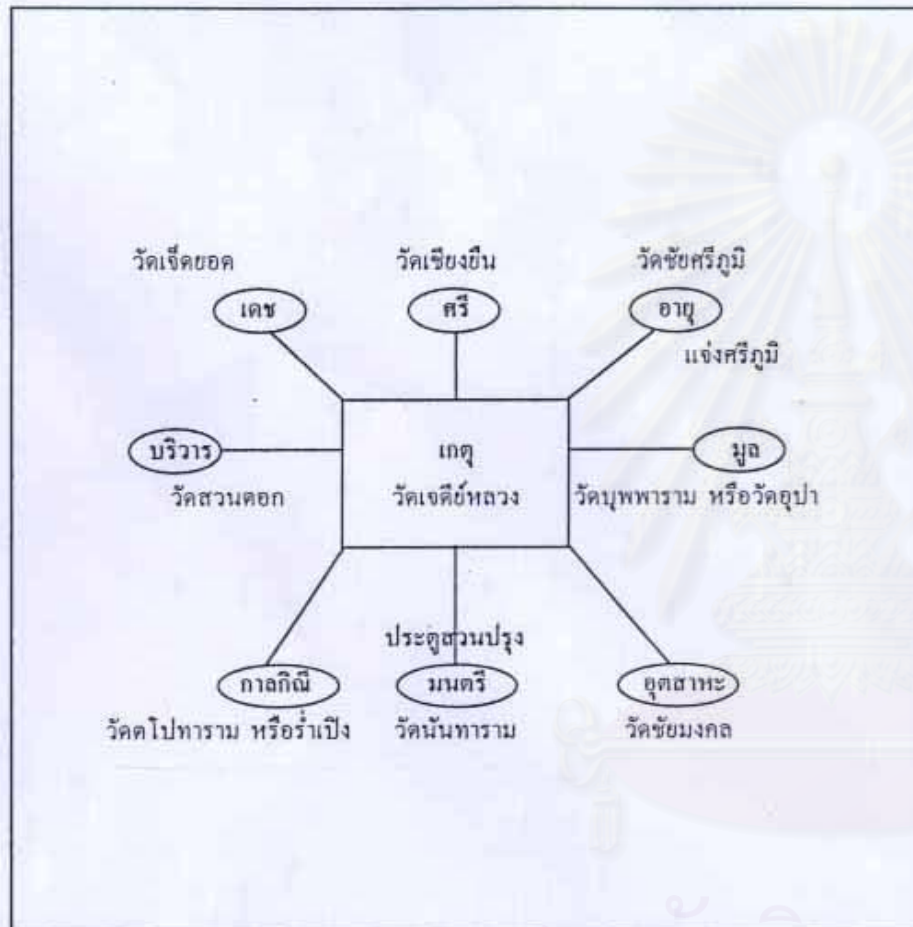 วัดเจ็ดยอด วัดเชียงยืน วัดชัยศรีภูมิ
เดช ศรี อายุ
แจ่งศรีภูมิ
บริวาร เกตุ มูล
วัดสวนดอก วัดเจดีย์หลวง วัดบุพพาราม หรือวัดอุปา
ประตูสวนปรุง
กาลกิณี มนตรี อุตสาหะ
วัดตโปทาราม หรือร่ำเปิง วัดนันทาราม วัดชัยมงคล